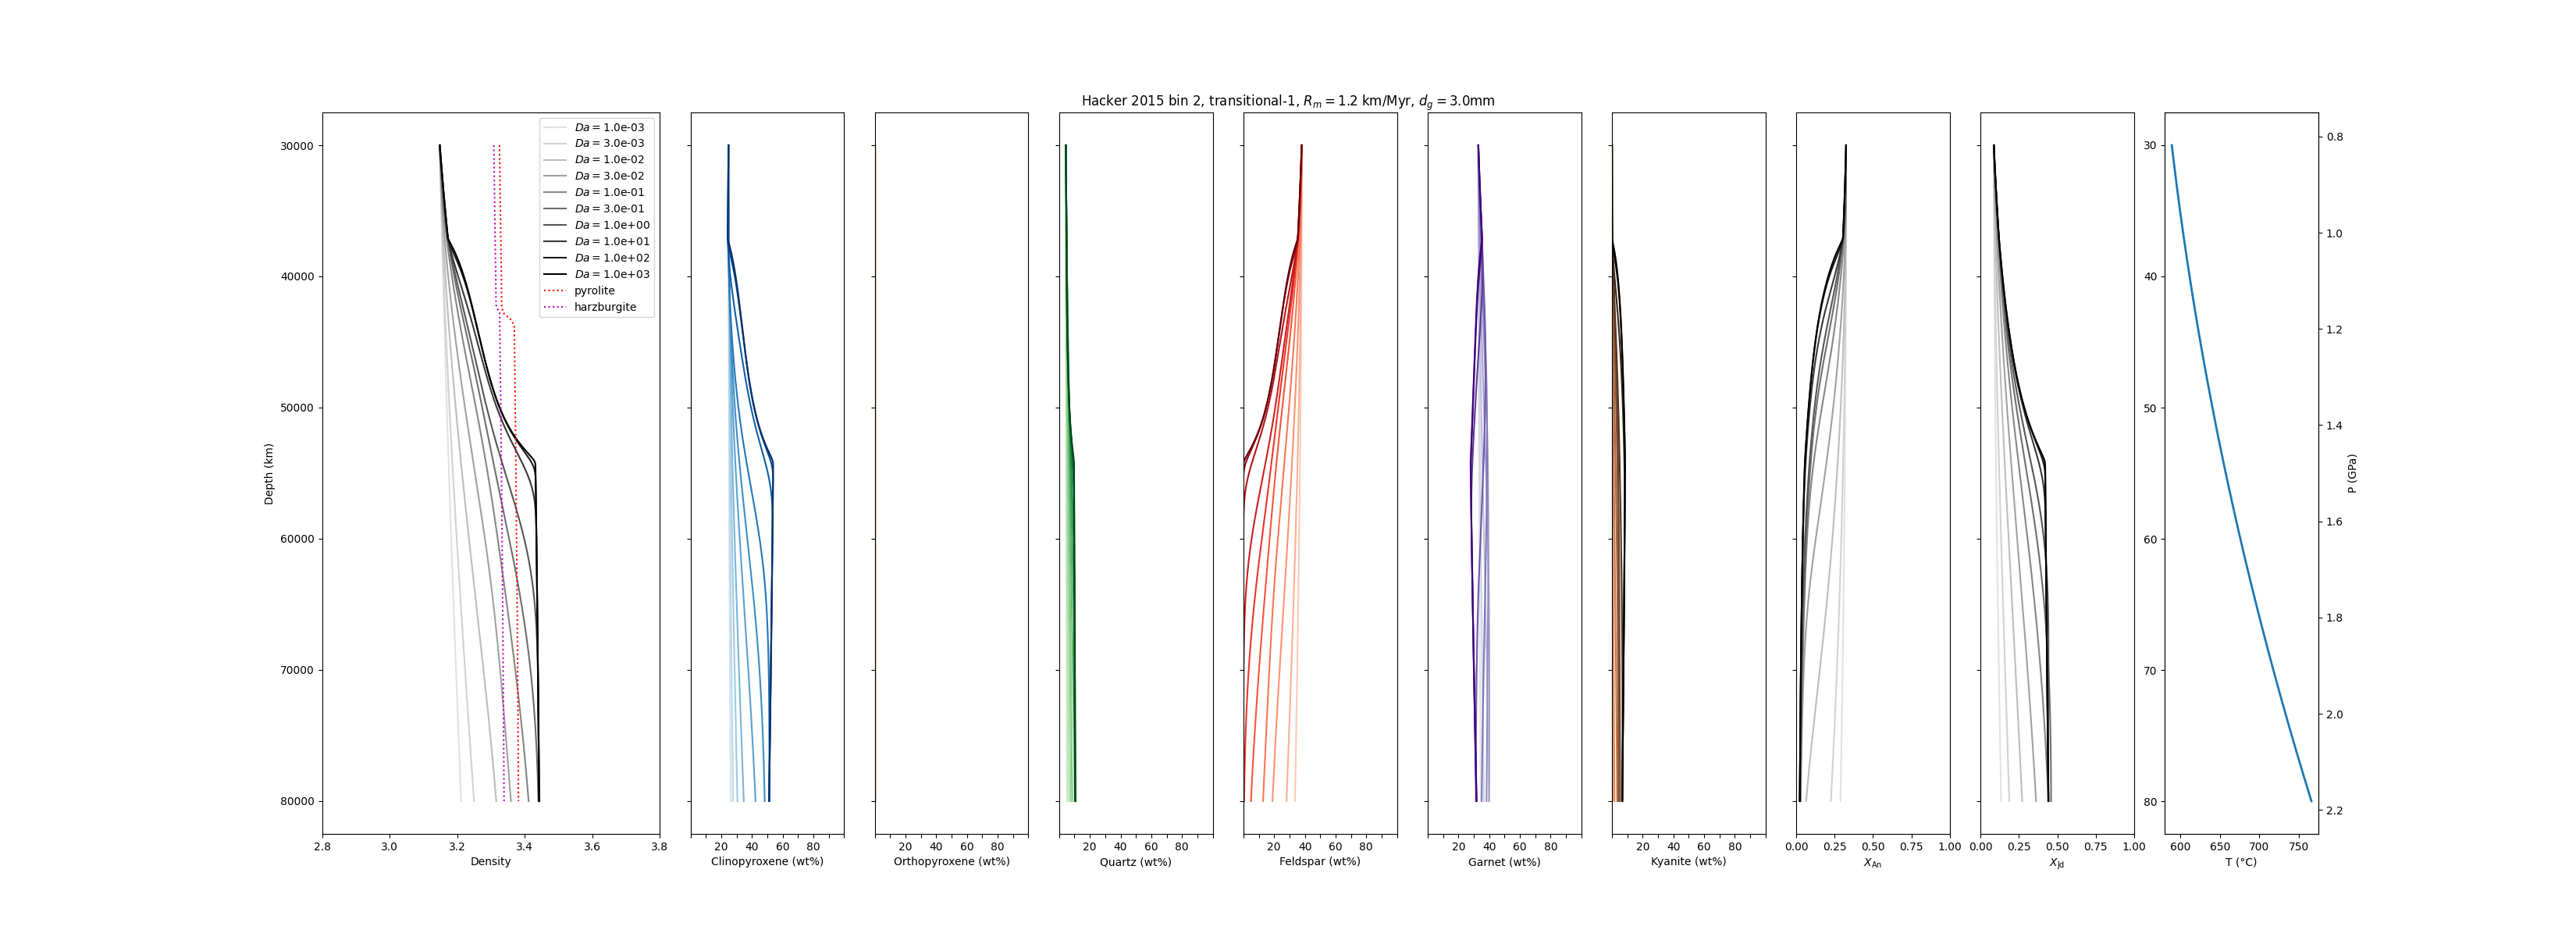 Hacker 2015 bin 2, transitional-1, Rₘ = 1.2 km/Myr, d_g = 3.0mm
Da = 1.0e-03
Da = 3.0e-03
Da = 1.0e-02
Da = 3.0e-02
Da = 1.0e-01
Da = 3.0e-01
Da = 1.0e+00
Da = 1.0e+01
Da = 1.0e+02
Da = 1.0e+03
pyrolite
harzburgite
Depth (km)
30000
40000
50000
60000
70000
80000
2.8 3.0 3.2 3.4 3.6 3.8
Density
20 40 60 80
Clinopyroxene (wt%)
20 40 60 80
Orthopyroxene (wt%)
20 40 60 80
Quartz (wt%)
20 40 60 80
Feldspar (wt%)
20 40 60 80
Garnet (wt%)
20 40 60 80
Kyanite (wt%)
0.00 0.25 0.50 0.75 1.00
X_An
0.00 0.25 0.50 0.75 1.00
X_Jd
30
40
50
60
70
80
600 650 700 750
T (°C)
0.8
1.0
1.2
1.4
1.6
1.8
2.0
2.2
P (GPa)